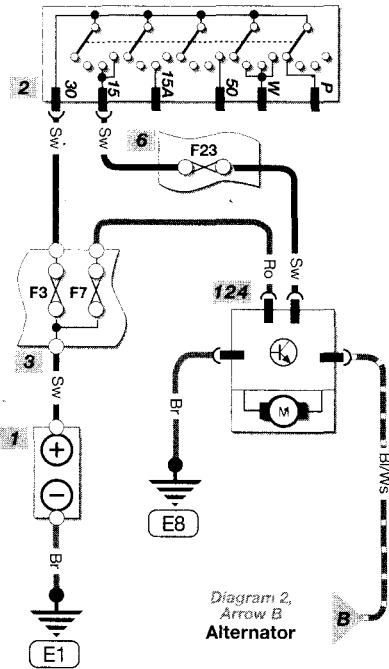 2
30
15
15A
50
W
P
Sw
Sw
6
F23
Ro
Sw
F3
F7
124
3
Sw
Br
M
1
+
−
Bl/Ws
E8
Br
Diagram 2,
Arrow B
Alternator
B
E1